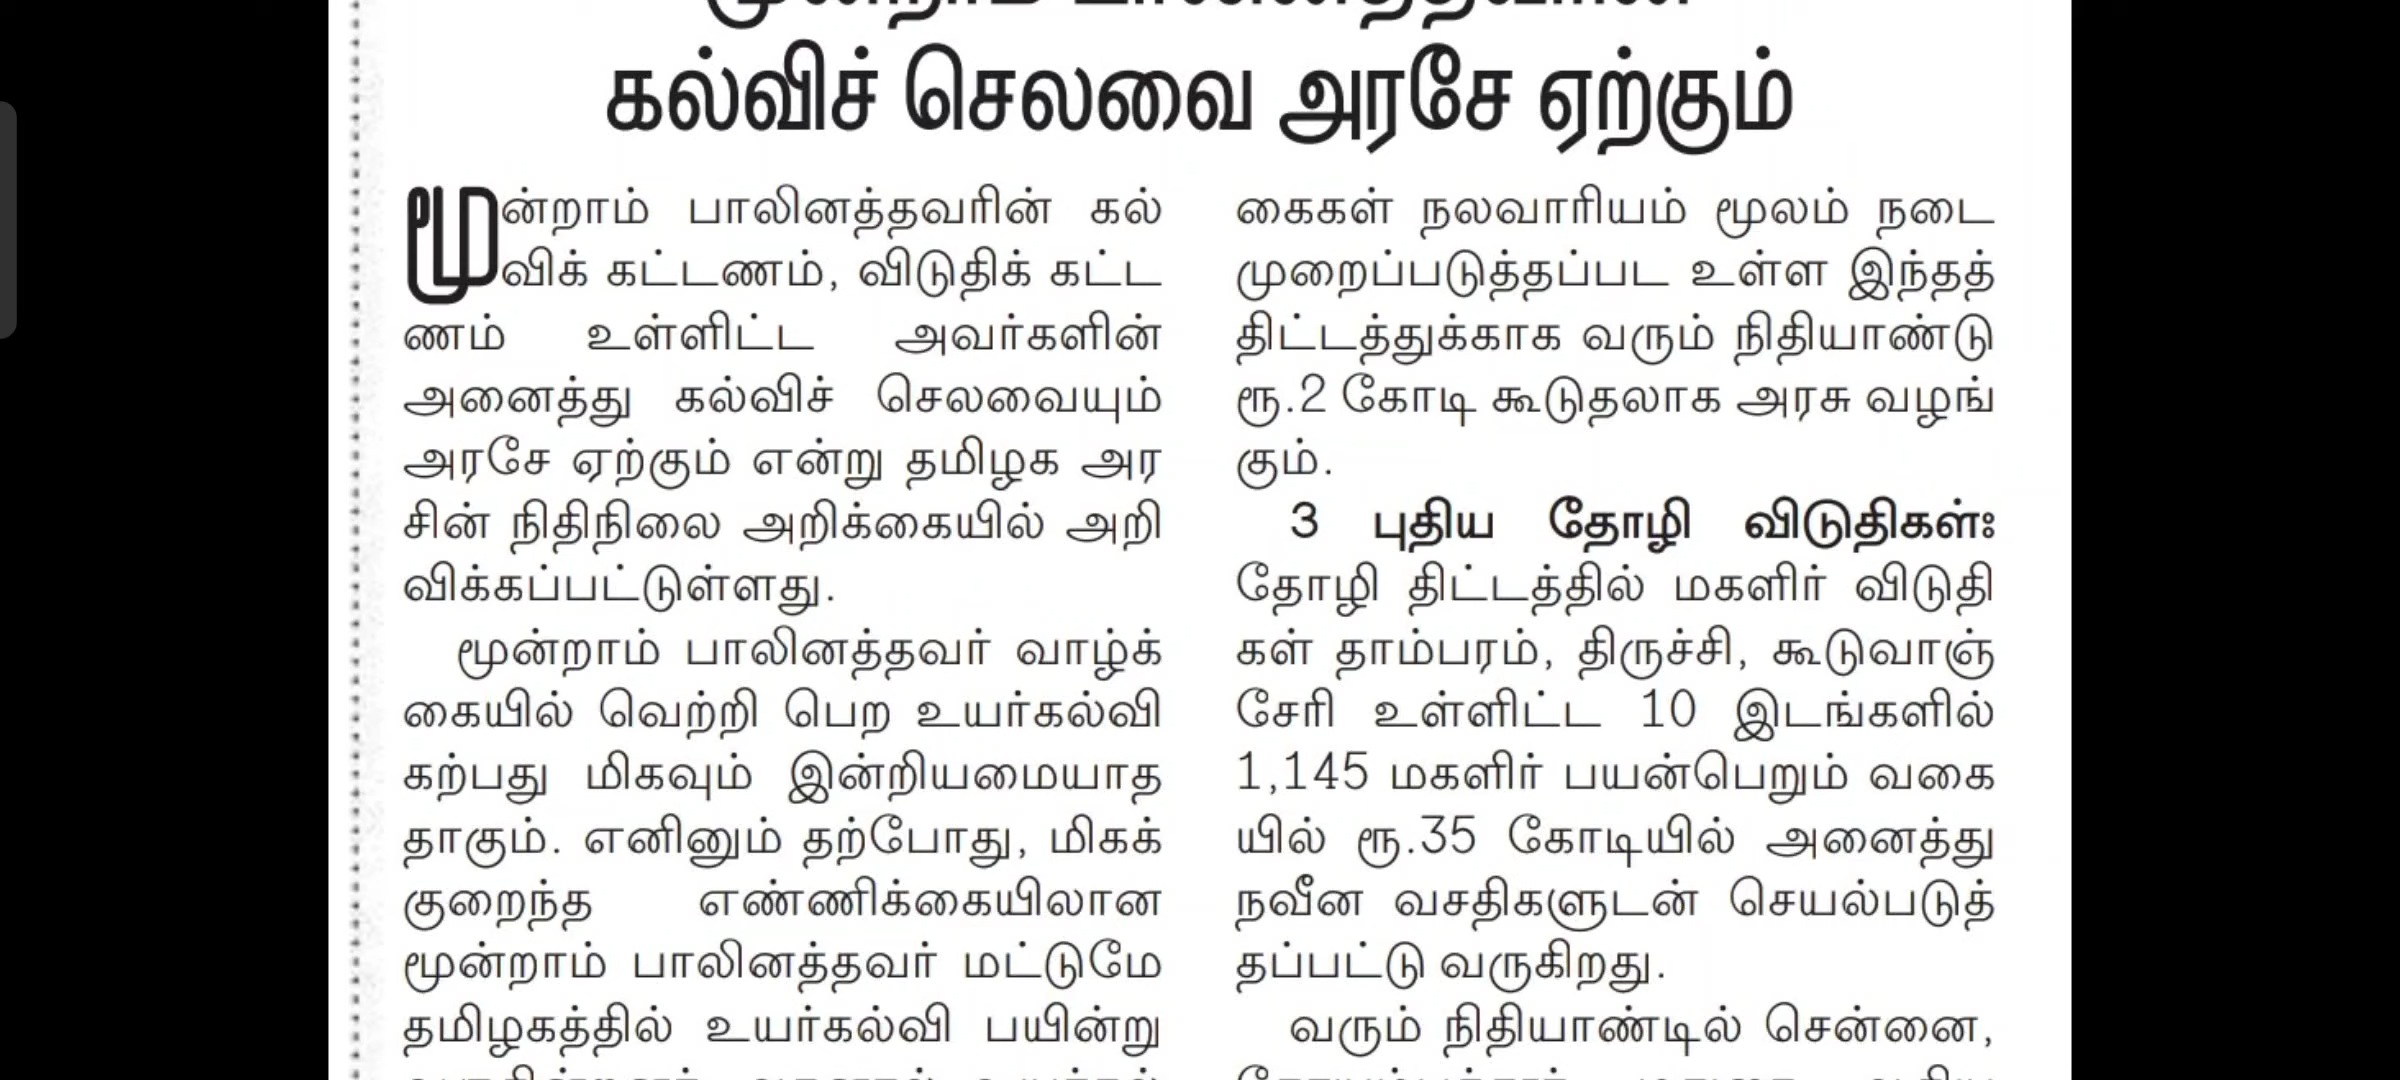 மூன்றாம் பாலினத்தவரின்
கல்விச் செலவை அரசே ஏற்கும்
மூன்றாம் பாலினத்தவரின் கல்
விக் கட்டணம், விடுதிக் கட்ட
ணம் உள்ளிட்ட அவர்களின்
அனைத்து கல்விச் செலவையும்
அரசே ஏற்கும் என்று தமிழக அர
சின் நிதிநிலை அறிக்கையில் அறி
விக்கப்பட்டுள்ளது.
மூன்றாம் பாலினத்தவர் வாழ்க்
கையில் வெற்றி பெற உயர்கல்வி
கற்பது மிகவும் இன்றியமையாத
தாகும். எனினும் தற்போது, மிகக்
குறைந்த எண்ணிக்கையிலான
மூன்றாம் பாலினத்தவர் மட்டுமே
தமிழகத்தில் உயர்கல்வி பயின்று
கைகள் நலவாரியம் மூலம் நடை
முறைப்படுத்தப்பட உள்ள இந்தத்
திட்டத்துக்காக வரும் நிதியாண்டு
ரூ.2 கோடி கூடுதலாக அரசு வழங்
கும்.
3 புதிய தோழி விடுதிகள்:
தோழி திட்டத்தில் மகளிர் விடுதி
கள் தாம்பரம், திருச்சி, கூடுவாஞ்
சேரி உள்ளிட்ட 10 இடங்களில்
1,145 மகளிர் பயன்பெறும் வகை
யில் ரூ.35 கோடியில் அனைத்து
நவீன வசதிகளுடன் செயல்படுத்
தப்பட்டு வருகிறது.
வரும் நிதியாண்டில் சென்னை,